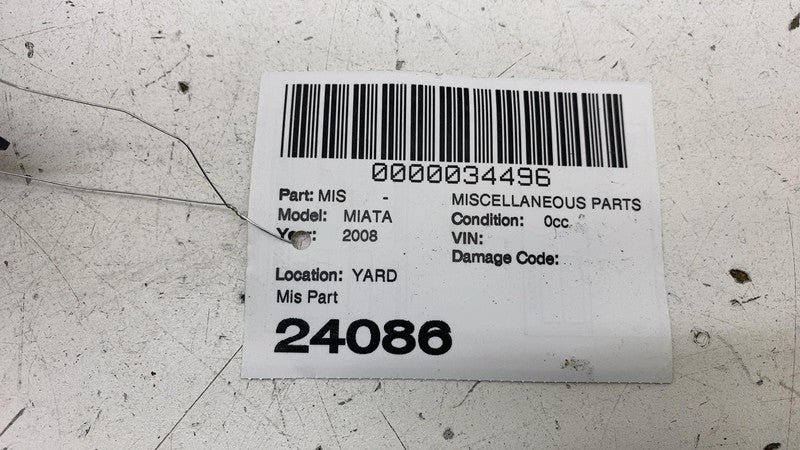 0000034496
Part: MIS - MISCELLANEOUS PARTS
Model: MIATA Condition: 0cc
Year: 2008 VIN:
Damage Code:
Location: YARD
Mis Part
24086